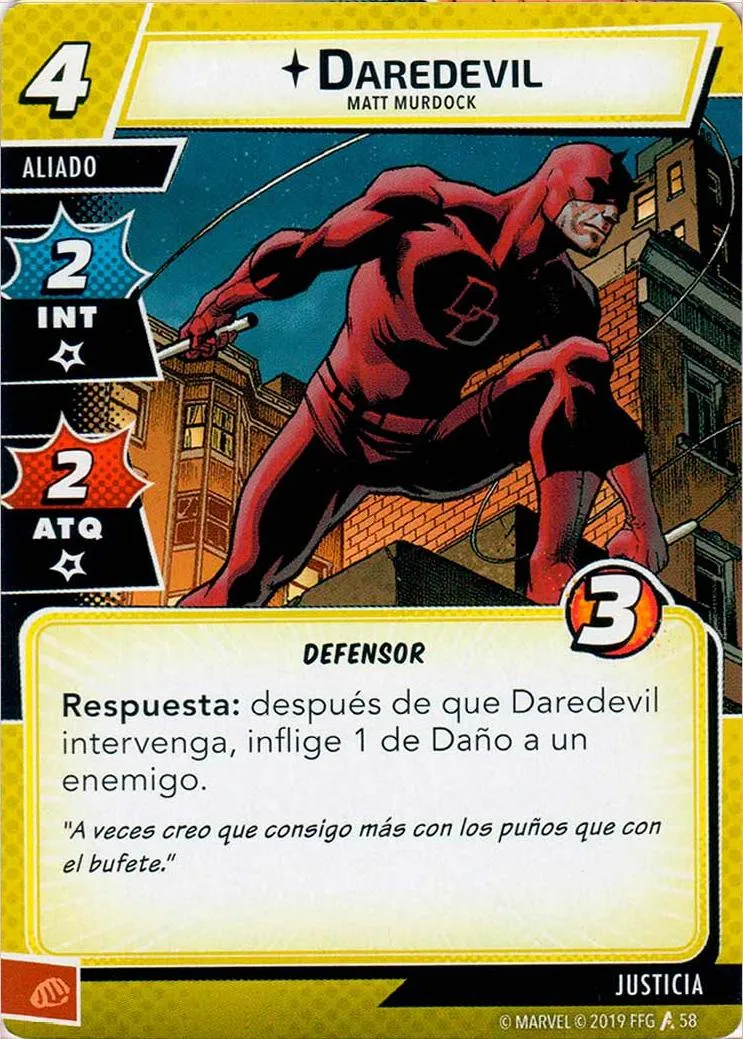 4
DAREDEVIL
MATT MURDOCK
ALIADO
2
INT
2
ATQ
3
DEFENSOR
Respuesta: después de que Daredevil
intervenga, inflige 1 de Daño a un
enemigo.
"A veces creo que consigo más con los puños que con
el bufete."
JUSTICIA
© MARVEL © 2019 FFG 58